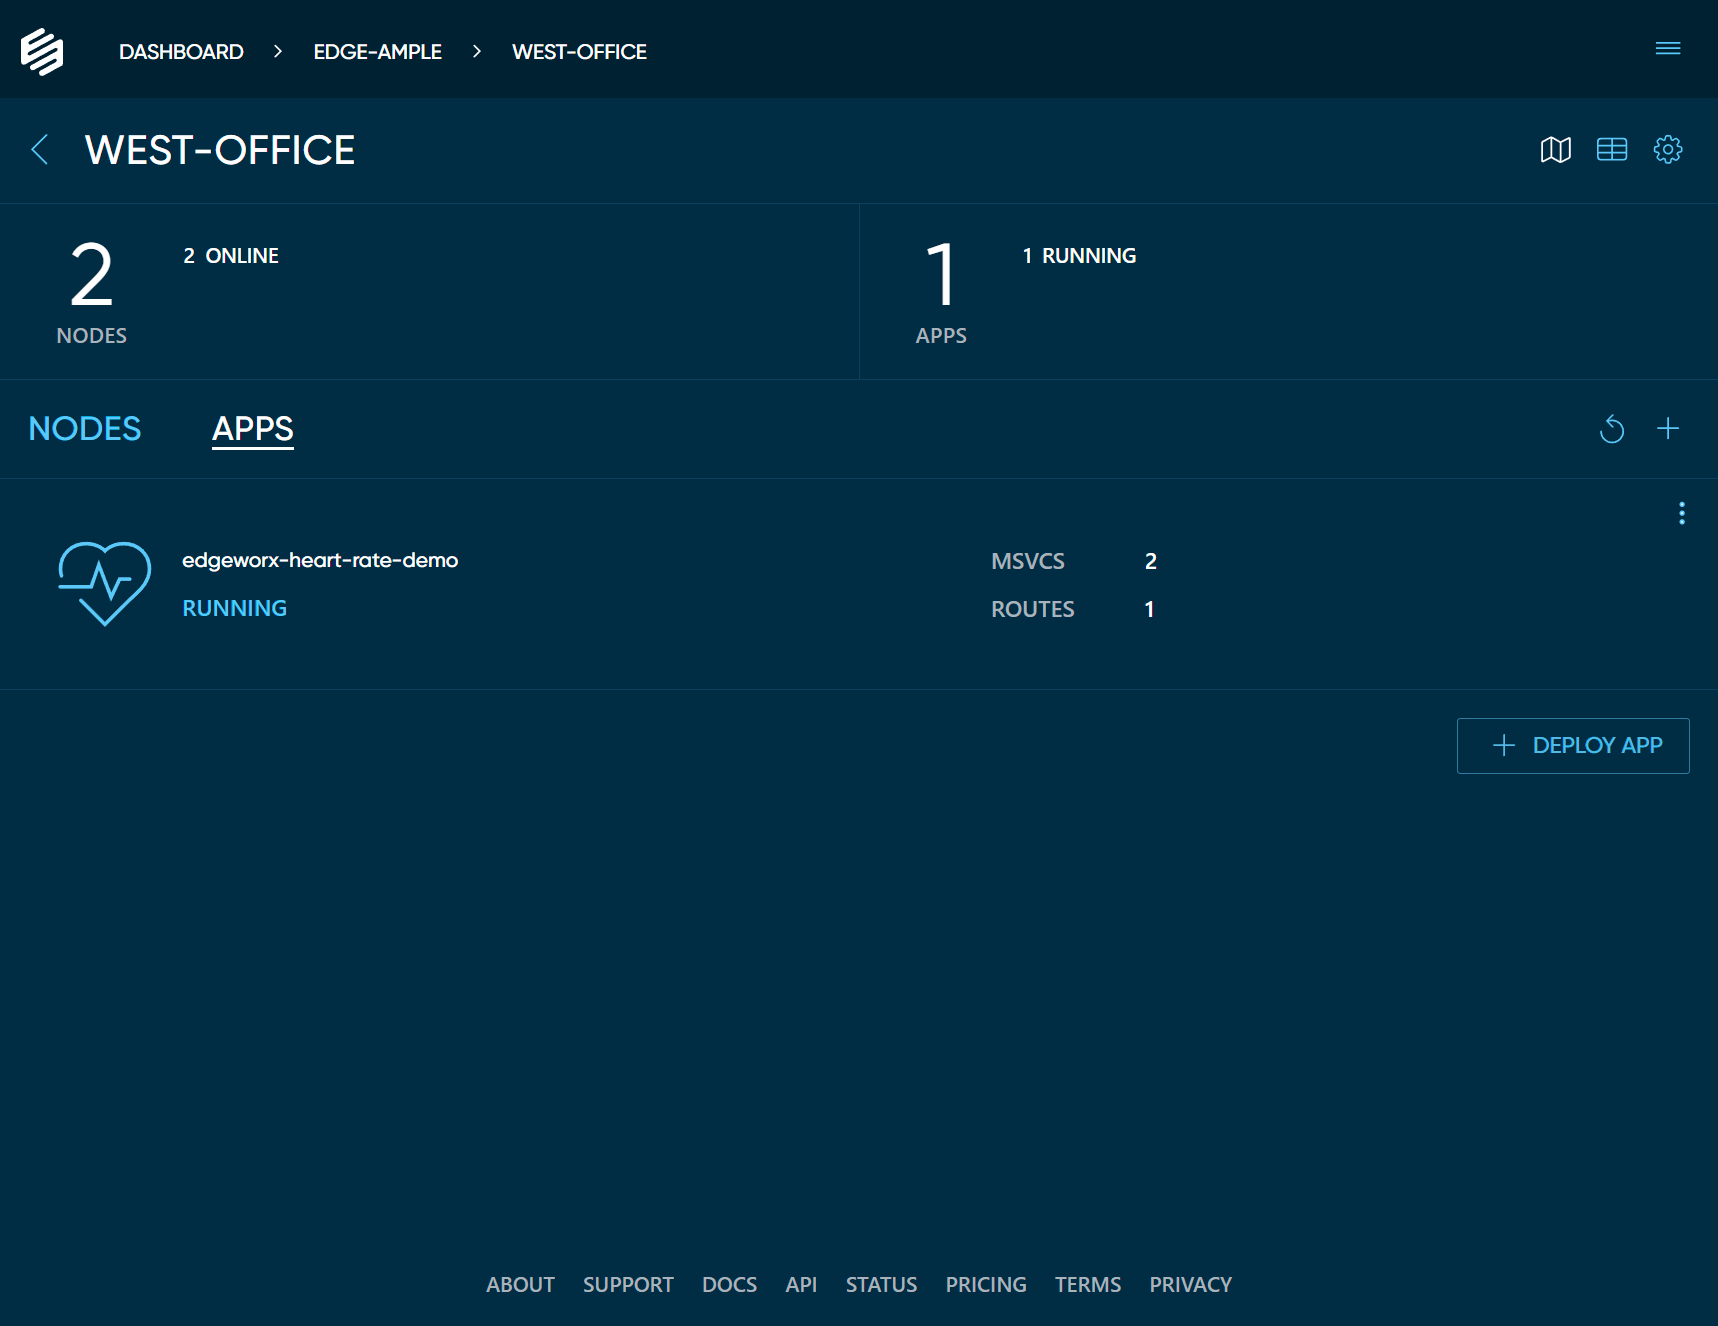 DASHBOARD > EDGE-AMPLE > WEST-OFFICE
WEST-OFFICE
2
2 ONLINE
NODES
1
1 RUNNING
APPS
NODES APPS
edgeworx-heart-rate-demo
RUNNING
MSVCS 2
ROUTES 1
DEPLOY APP
ABOUT SUPPORT DOCS API STATUS PRICING TERMS PRIVACY